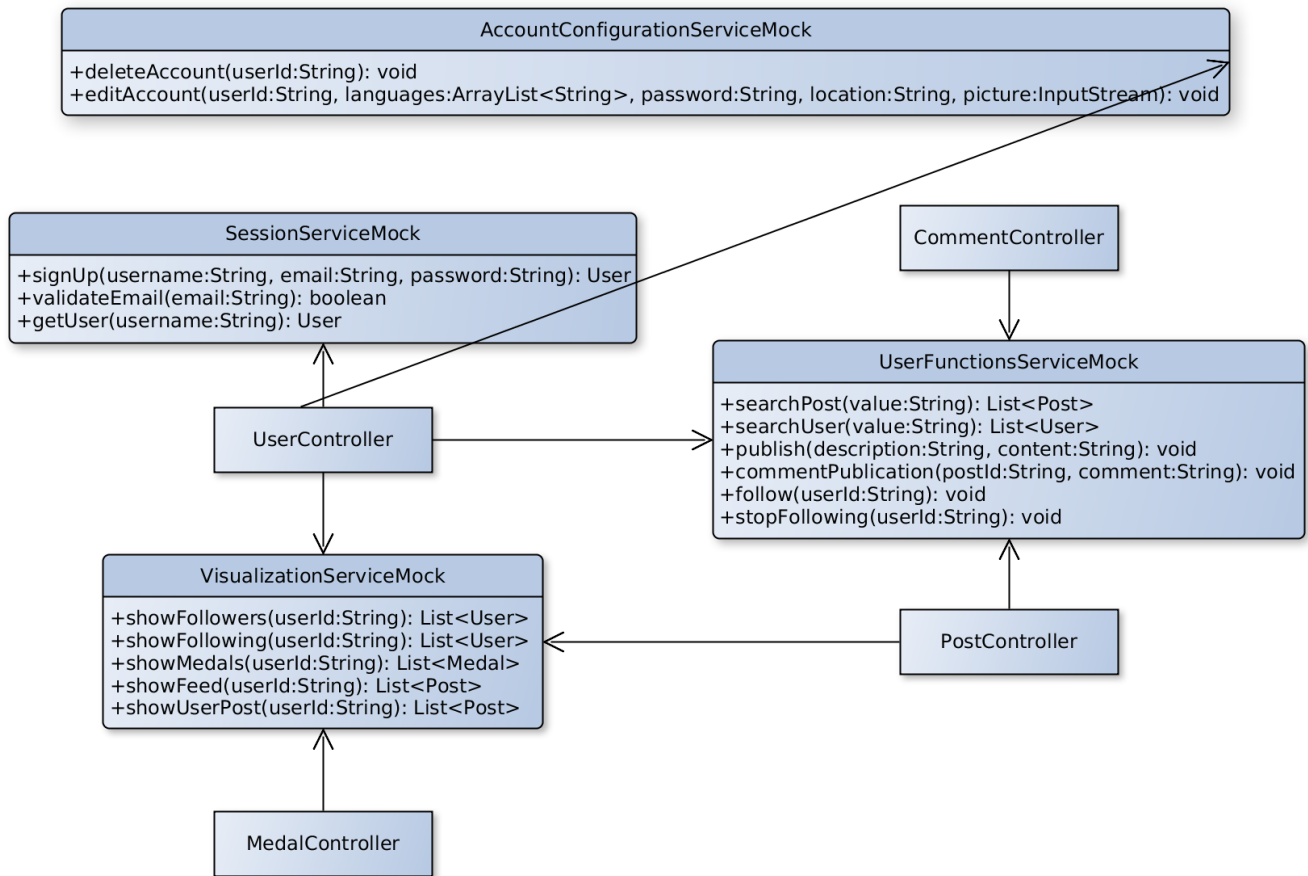 AccountConfigurationServiceMock
+deleteAccount(userId:String): void
+editAccount(userId:String, languages:ArrayList<String>, password:String, location:String, picture:InputStream): void
SessionServiceMock
+signUp(username:String, email:String, password:String): User
+validateEmail(email:String): boolean
+getUser(username:String): User
CommentController
UserFunctionsServiceMock
+searchPost(value:String): List<Post>
+searchUser(value:String): List<User>
+publish(description:String, content:String): void
+commentPublication(postId:String, comment:String): void
+follow(userId:String): void
+stopFollowing(userId:String): void
UserController
VisualizationServiceMock
+showFollowers(userId:String): List<User>
+showFollowing(userId:String): List<User>
+showMedals(userId:String): List<Medal>
+showFeed(userId:String): List<Post>
+showUserPost(userId:String): List<Post>
PostController
MedalController